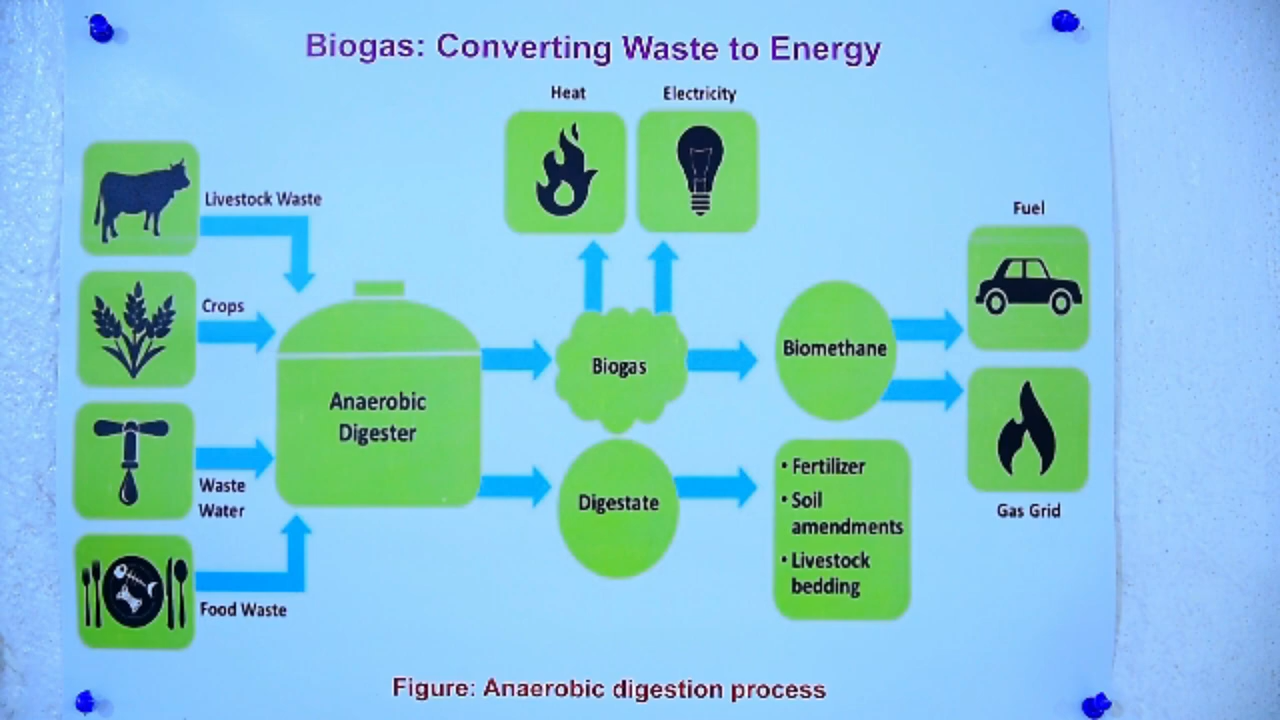 Biogas: Converting Waste to Energy
Heat
Electricity
Livestock Waste
Crops
Waste
Water
Food Waste
Anaerobic
Digester
Biogas
Digestate
Biomethane
• Fertilizer
• Soil
amendments
• Livestock
bedding
Fuel
Gas Grid
Figure: Anaerobic digestion process